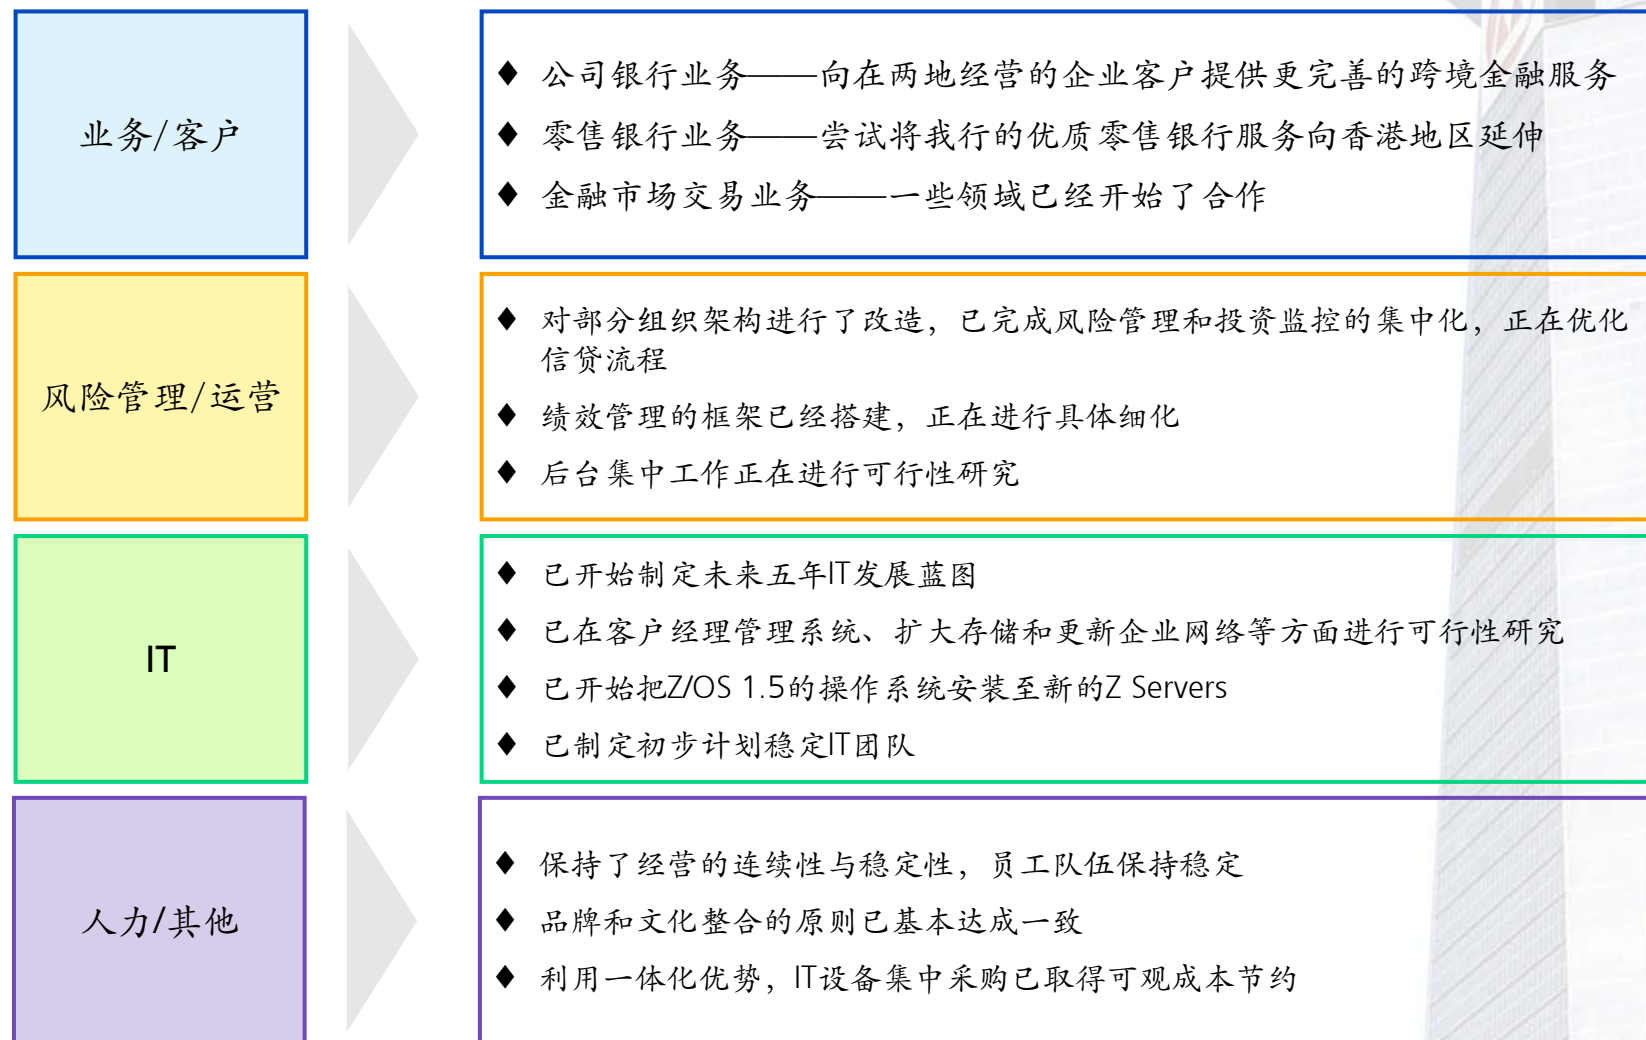 业务/客户
♦ 公司银行业务——向在两地经营的企业客户提供更完善的跨境金融服务
♦ 零售银行业务——尝试将我行的优质零售银行服务向香港地区延伸
♦ 金融市场交易业务——一些领域已经开始了合作
风险管理/运营
♦ 对部分组织架构进行了改造，已完成风险管理和投资监控的集中化，正在优化
信贷流程
♦ 绩效管理的框架已经搭建，正在进行具体细化
♦ 后台集中工作正在进行可行性研究
IT
♦ 已开始制定未来五年IT发展蓝图
♦ 已在客户经理管理系统、扩大存储和更新企业网络等方面进行可行性研究
♦ 已开始把Z/OS 1.5的操作系统安装至新的Z Servers
♦ 已制定初步计划稳定IT团队
人力/其他
♦ 保持了经营的连续性与稳定性，员工队伍保持稳定
♦ 品牌和文化整合的原则已基本达成一致
♦ 利用一体化优势，IT设备集中采购已取得可观成本节约